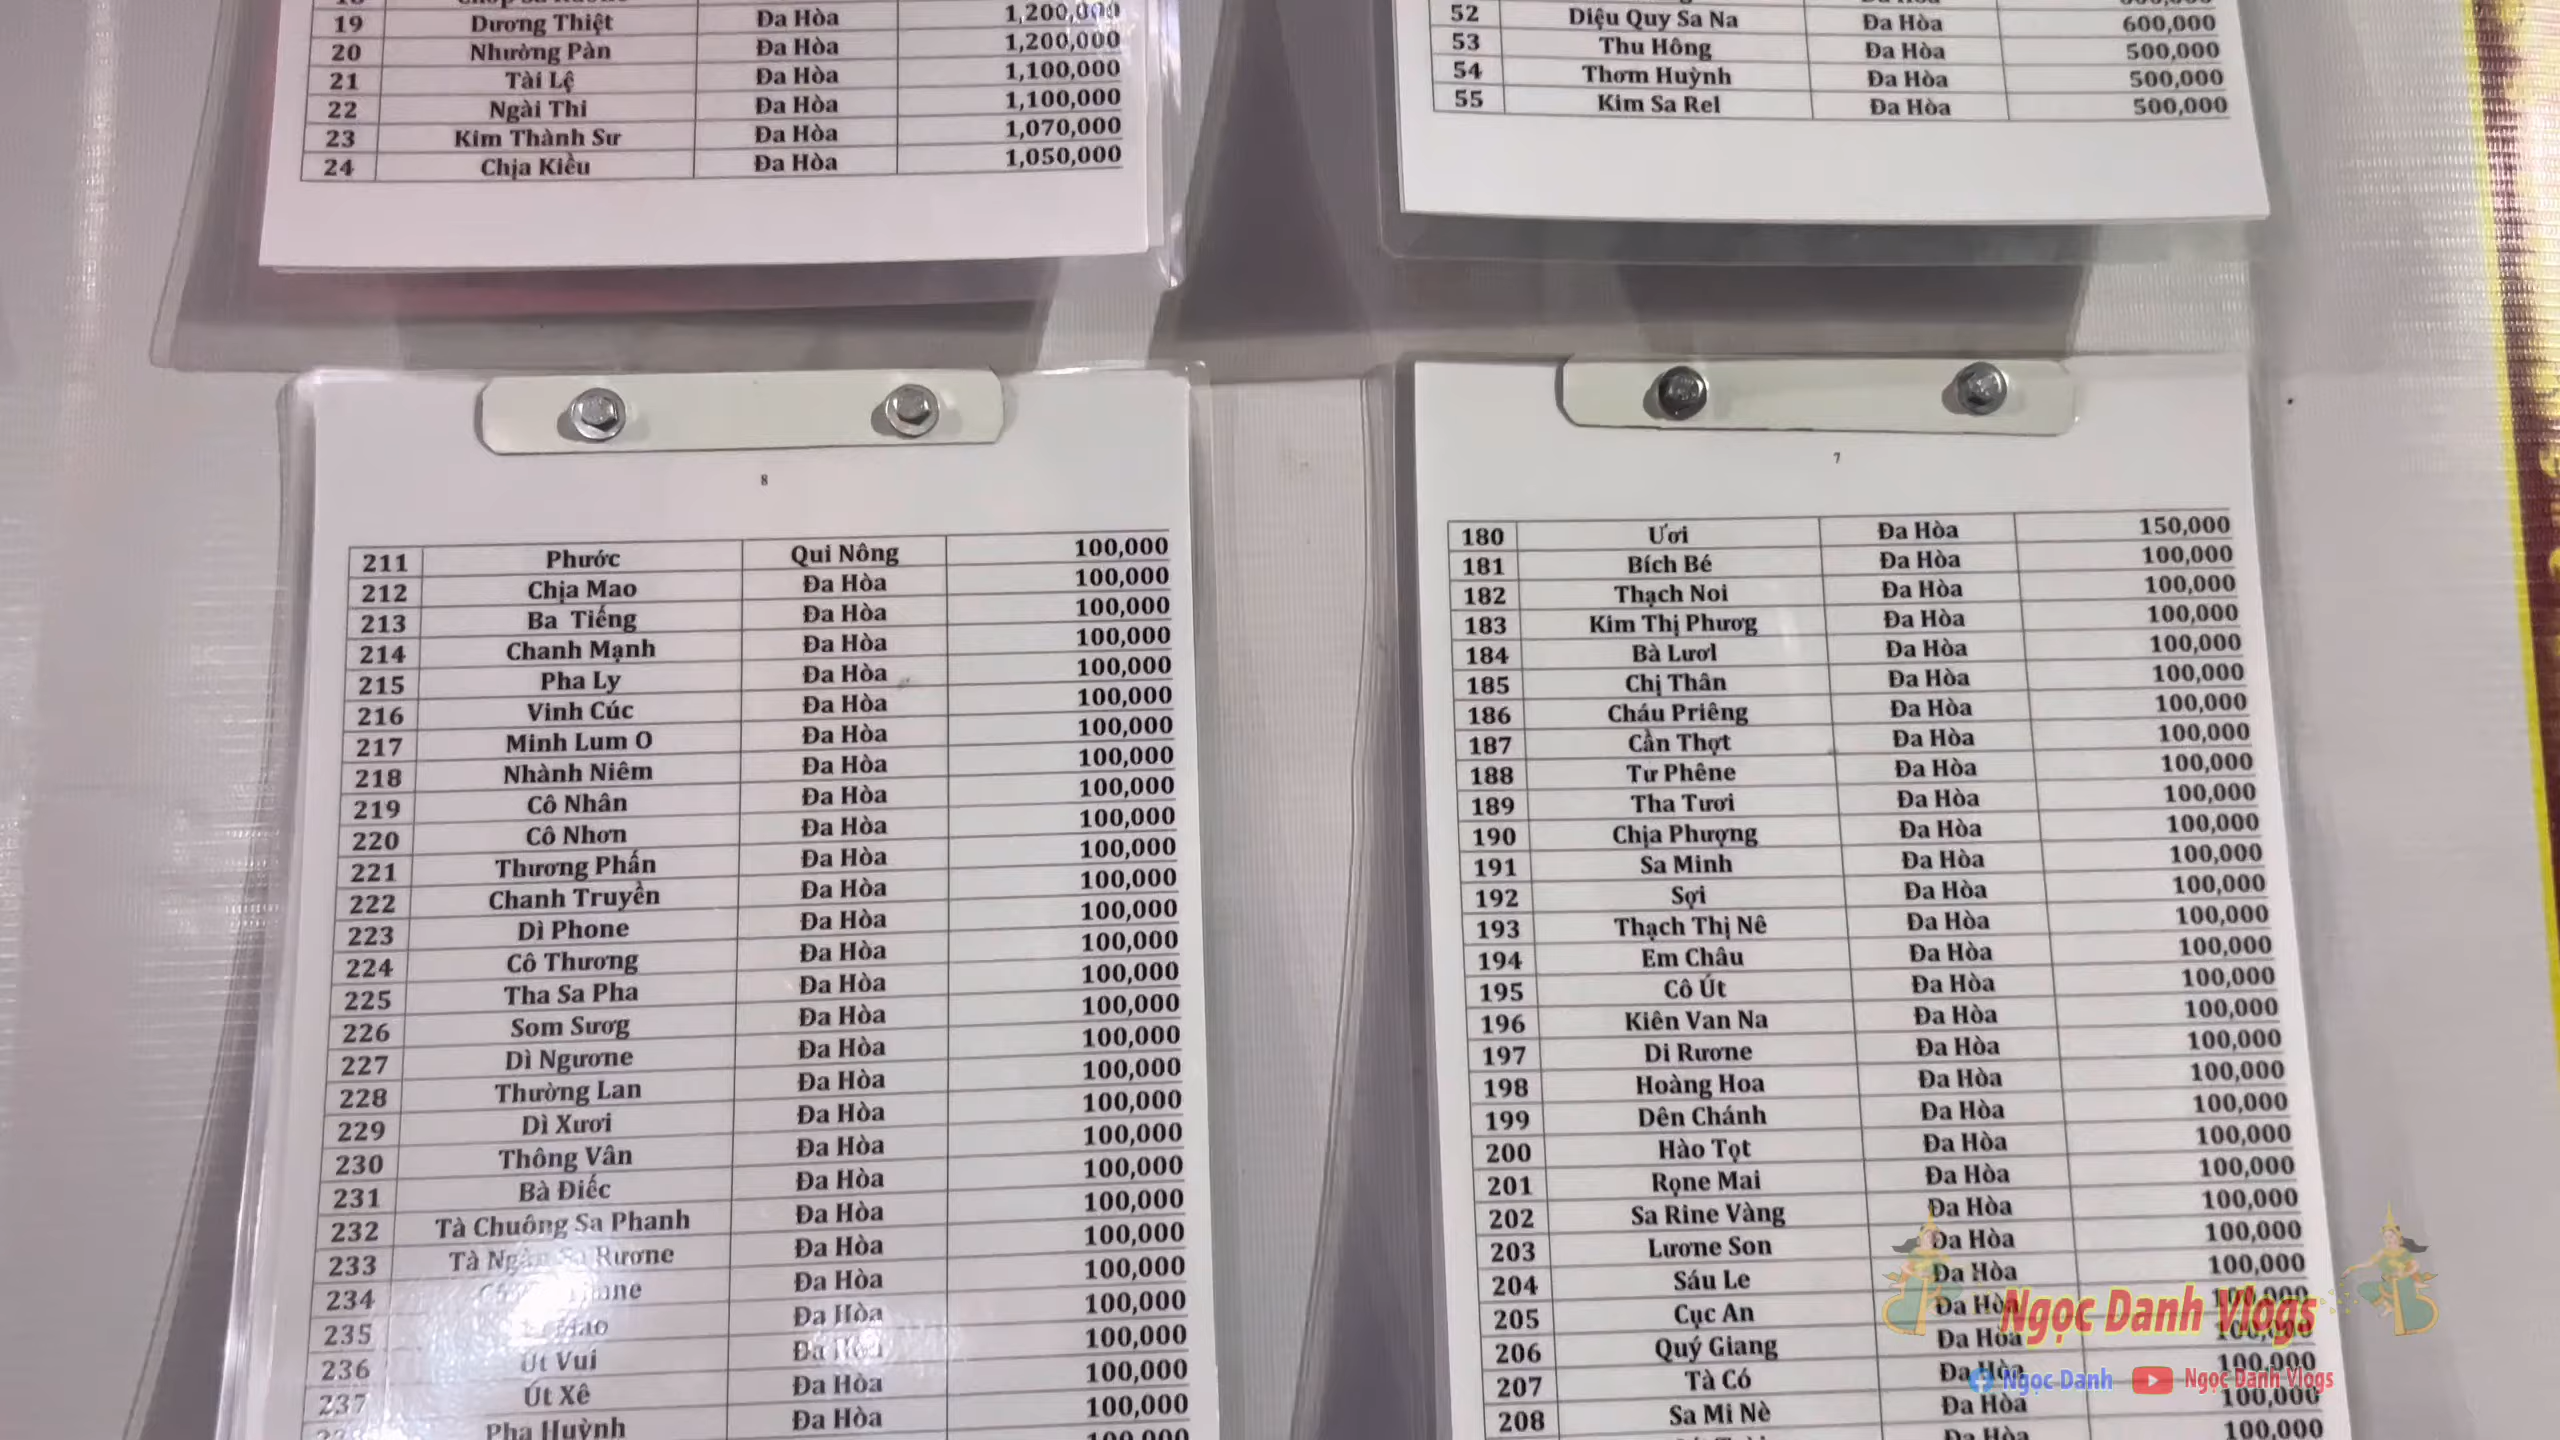 19 Dương Thiệt Đa Hòa 1,200,000
20 Nhường Pàn Đa Hòa 1,200,000
21 Tài Lệ Đa Hòa 1,100,000
22 Ngài Thi Đa Hòa 1,100,000
23 Kim Thành Sư Đa Hòa 1,070,000
24 Chịa Kiều Đa Hòa 1,050,000
52 Diệu Quy Sa Na Đa Hòa 600,000
53 Thu Hông Đa Hòa 500,000
54 Thơm Huỳnh Đa Hòa 500,000
55 Kim Sa Rel Đa Hòa 500,000
8
211 Phước Qui Nông 100,000
212 Chịa Mao Đa Hòa 100,000
213 Ba Tiếng Đa Hòa 100,000
214 Chanh Mạnh Đa Hòa 100,000
215 Pha Ly Đa Hòa 100,000
216 Vinh Cúc Đa Hòa 100,000
217 Minh Lum O Đa Hòa 100,000
218 Nhành Niêm Đa Hòa 100,000
219 Cô Nhân Đa Hòa 100,000
220 Cô Nhơn Đa Hòa 100,000
221 Thương Phấn Đa Hòa 100,000
222 Chanh Truyền Đa Hòa 100,000
223 Dì Phone Đa Hòa 100,000
224 Cô Thương Đa Hòa 100,000
225 Tha Sa Pha Đa Hòa 100,000
226 Som Sươg Đa Hòa 100,000
227 Dì Ngươne Đa Hòa 100,000
228 Thường Lan Đa Hòa 100,000
229 Dì Xươi Đa Hòa 100,000
230 Thông Vân Đa Hòa 100,000
231 Bà Điếc Đa Hòa 100,000
232 Tà Chuông Sa Phanh Đa Hòa 100,000
233 Tà Rươne Đa Hòa 100,000
234 Đa Hòa 100,000
235 Đa Hòa 100,000
236 Út Vui Đa Hòa 100,000
237 Út Xê Đa Hòa 100,000
Pha Huỳnh Đa Hòa 100,000
7
180 Ươi Đa Hòa 150,000
181 Bích Bé Đa Hòa 100,000
182 Thạch Noi Đa Hòa 100,000
183 Kim Thị Phươg Đa Hòa 100,000
184 Bà Lươl Đa Hòa 100,000
185 Chị Thân Đa Hòa 100,000
186 Cháu Priêng Đa Hòa 100,000
187 Cần Thợt Đa Hòa 100,000
188 Tư Phêne Đa Hòa 100,000
189 Tha Tươi Đa Hòa 100,000
190 Chịa Phượng Đa Hòa 100,000
191 Sa Minh Đa Hòa 100,000
192 Sợi Đa Hòa 100,000
193 Thạch Thị Nê Đa Hòa 100,000
194 Em Châu Đa Hòa 100,000
195 Cô Út Đa Hòa 100,000
196 Kiên Van Na Đa Hòa 100,000
197 Di Rươne Đa Hòa 100,000
198 Hoàng Hoa Đa Hòa 100,000
199 Dên Chánh Đa Hòa 100,000
200 Hào Tọt Đa Hòa 100,000
201 Rọne Mai Đa Hòa 100,000
202 Sa Rine Vàng Đa Hòa 100,000
203 Lươne Son Đa Hòa 100,000
204 Sáu Le Đa Hòa 100,000
205 Cục An Đa Hòa 100,000
206 Quý Giang Đa Hòa 100,000
207 Tà Có Đa Hòa 100,000
208 Sa Mi Nè Đa Hòa 100,000
Đa Hòa 100,000
Ngọc Danh Vlogs
Ngọc Danh Ngọc Danh Vlogs